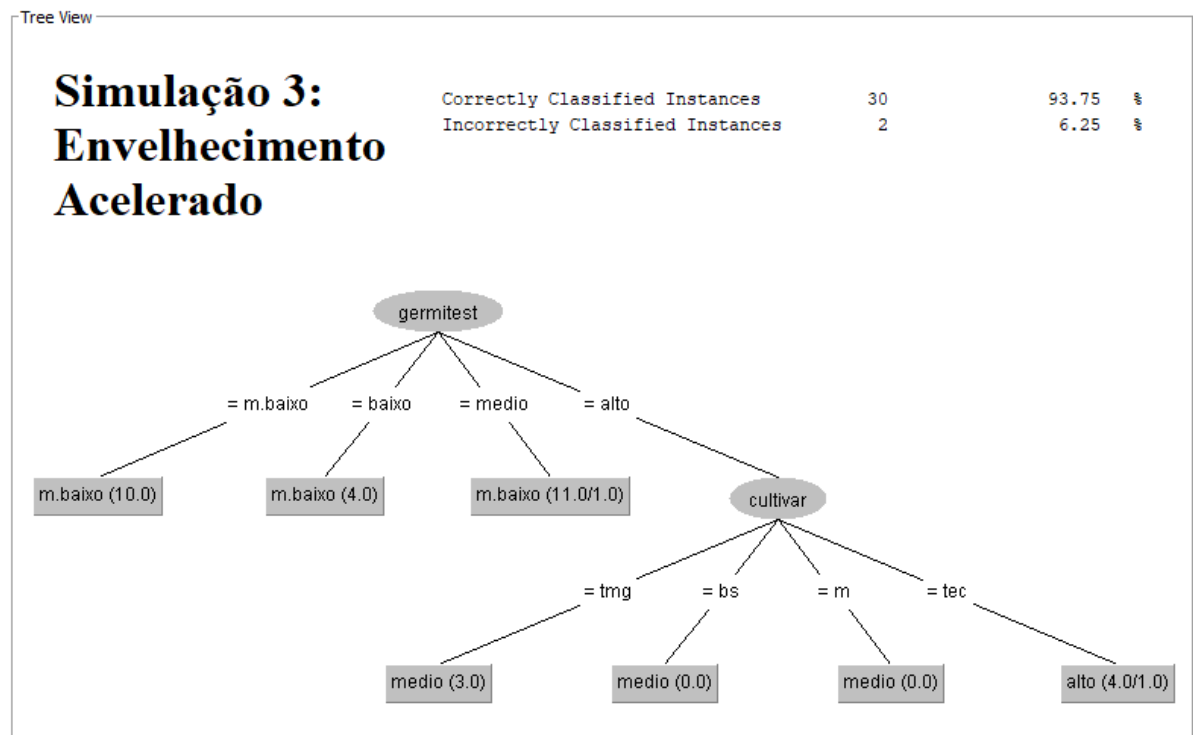 Tree View
Simulação 3:
Envelhecimento
Acelerado
Correctly Classified Instances 30 93.75 %
Incorrectly Classified Instances 2 6.25 %
germitest
= m.baixo = baixo = medio = alto
m.baixo (10.0) m.baixo (4.0) m.baixo (11.0/1.0) cultivar
= tmg = bs = m = tec
medio (3.0) medio (0.0) medio (0.0) alto (4.0/1.0)